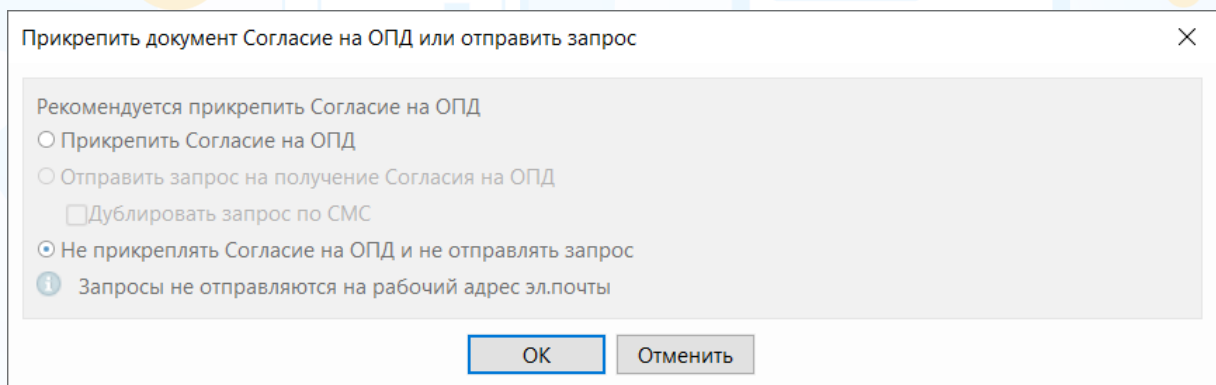 Прикрепить документ Согласие на ОПД или отправить запрос
Рекомендуется прикрепить Согласие на ОПД
Прикрепить Согласие на ОПД
Отправить запрос на получение Согласия на ОПД
Дублировать запрос по СМС
Не прикреплять Согласие на ОПД и не отправлять запрос
Запросы не отправляются на рабочий адрес эл.почты
ОК Отменить